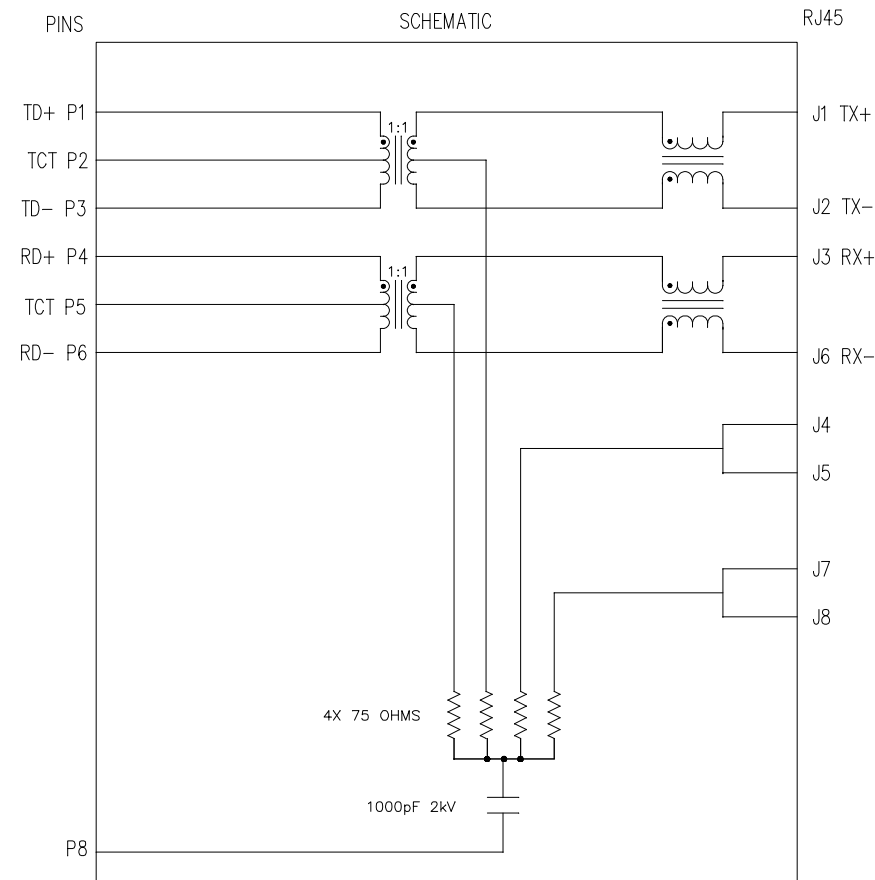 PINS
SCHEMATIC
RJ45
TD+ P1
1:1
J1 TX+
TCT P2
TD- P3
J2 TX-
RD+ P4
1:1
J3 RX+
TCT P5
RD- P6
J6 RX-
J4
J5
J7
J8
4X 75 OHMS
1000pF 2kV
P8